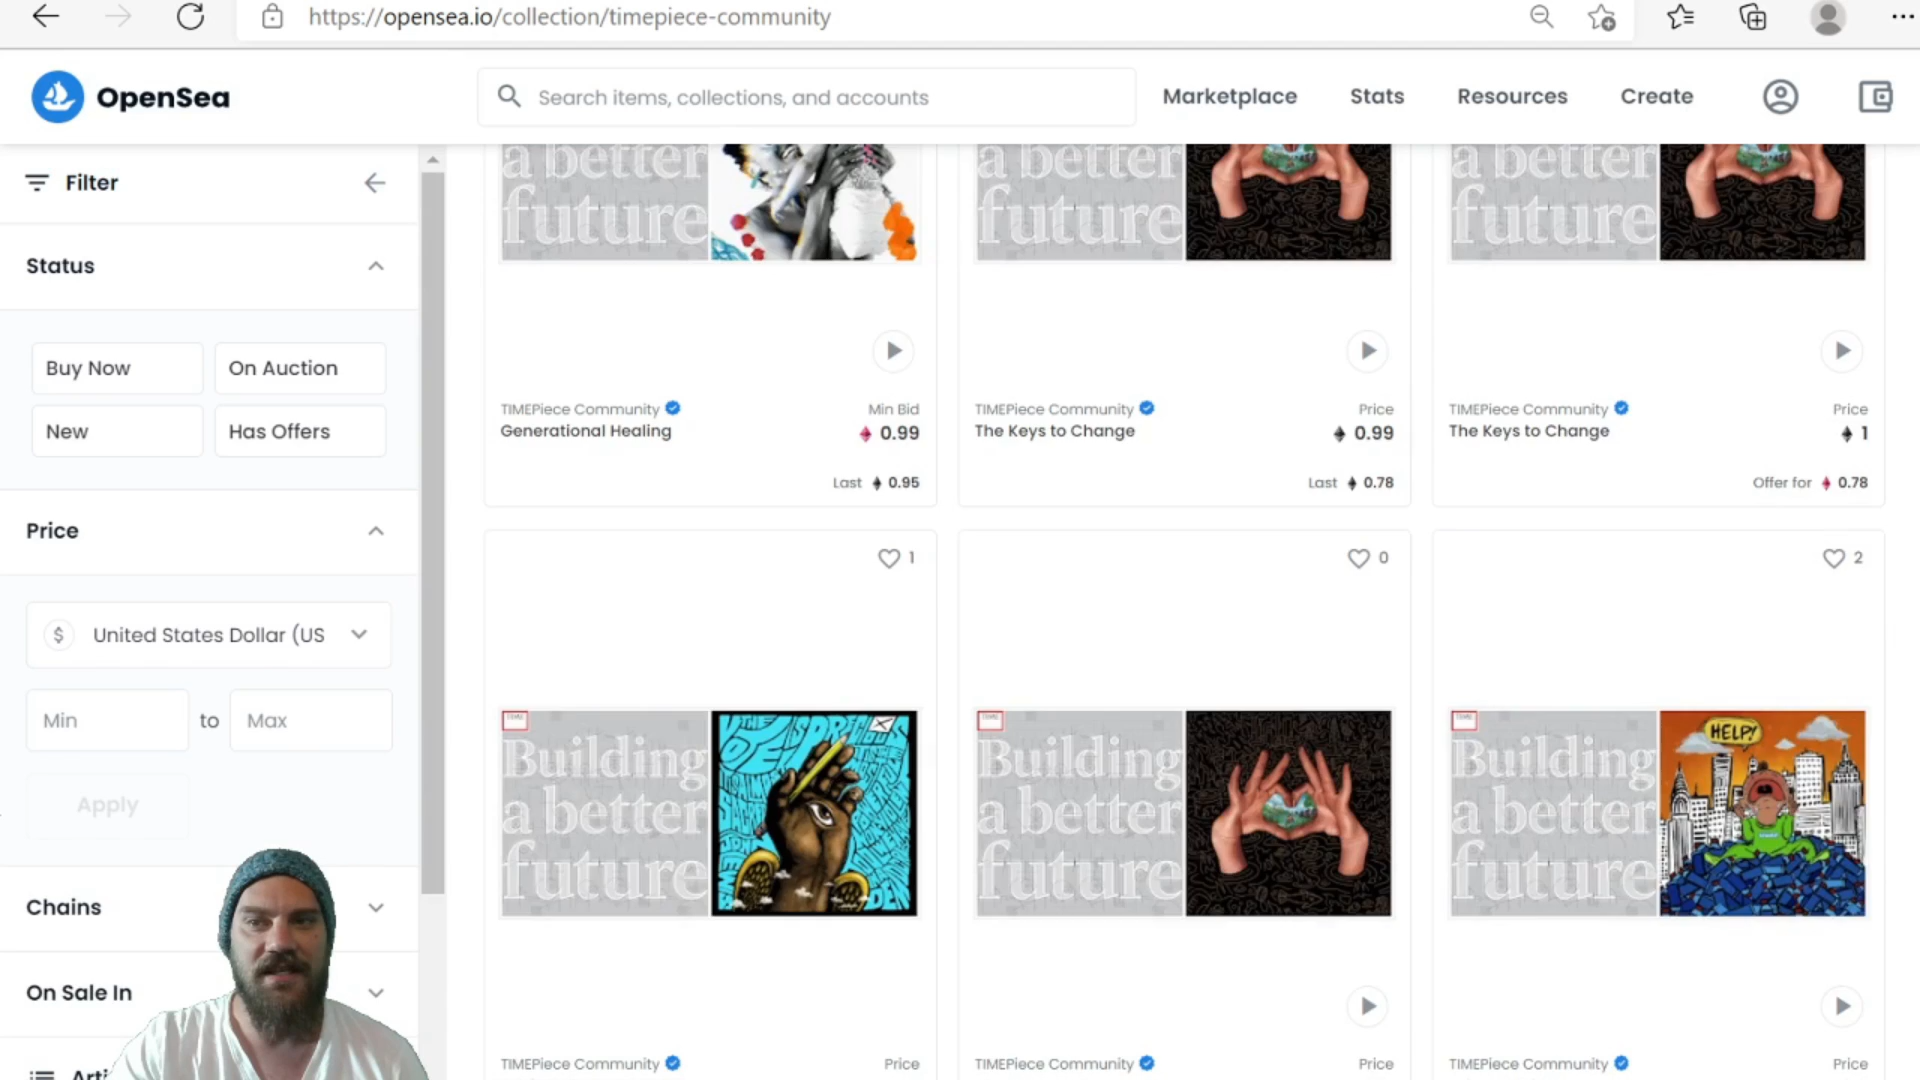 https://opensea.io/collection/timepiece-community
OpenSea
Search items, collections, and accounts
Marketplace
Stats
Resources
Create
Filter
Status
Buy Now
On Auction
New
Has Offers
Price
$ United States Dollar (US
Min
to
Max
Apply
Chains
On Sale In
a better
future
TIMEPiece Community
Min Bid
Generational Healing
0.99
Last 0.95
a better
future
TIMEPiece Community
Price
The Keys to Change
0.99
Last 0.78
a better
future
TIMEPiece Community
Price
The Keys to Change
1
Offer for 0.78
1
Building
a better
future
TIMEPiece Community
Price
0
Building
a better
future
TIMEPiece Community
Price
2
Building
a better
future
HELP!
TIMEPiece Community
Price